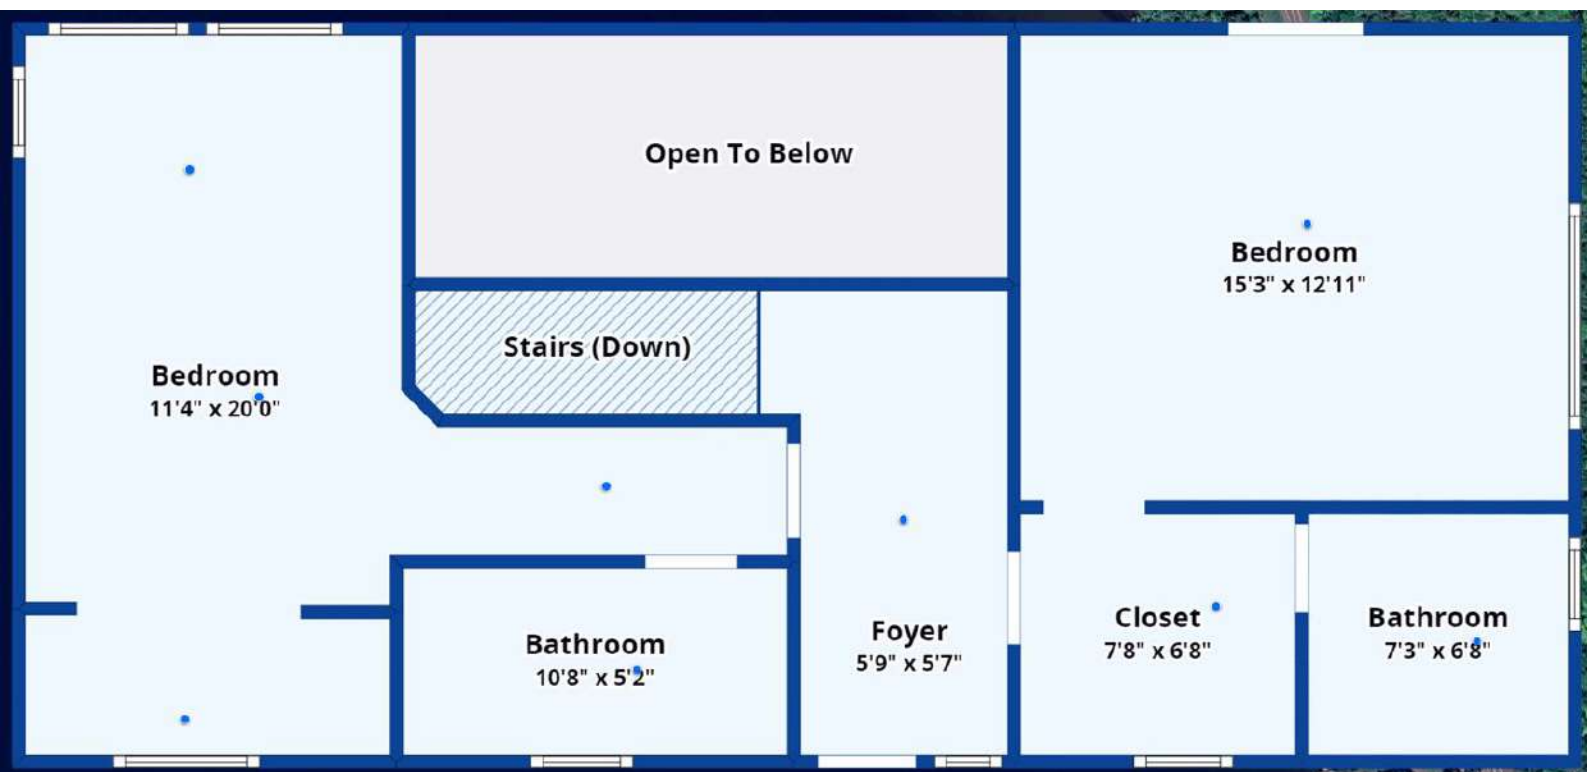 Open To Below
Bedroom
15'3" x 12'11"
Stairs (Down)
Bedroom
11'4" x 20'0"
Bathroom
10'8" x 5'2"
Foyer
5'9" x 5'7"
Closet
7'8" x 6'8"
Bathroom
7'3" x 6'8"